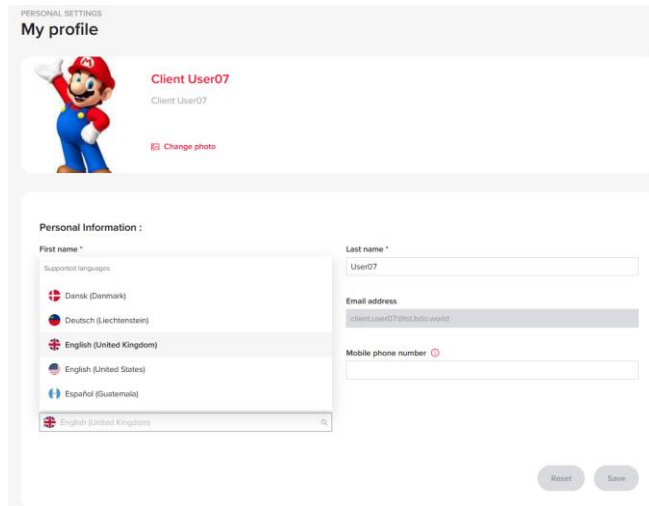 PERSONAL SETTINGS
My profile
Client User07
Client User07
Change photo
Personal Information :
First name *
Supported languages
Dansk (Danmark)
Deutsch (Liechtenstein)
English (United Kingdom)
English (United States)
Español (Guatemala)
English (United Kingdom)
Last name *
User07
Email address
client.user07@tst.bdo.world
Mobile phone number
Reset Save